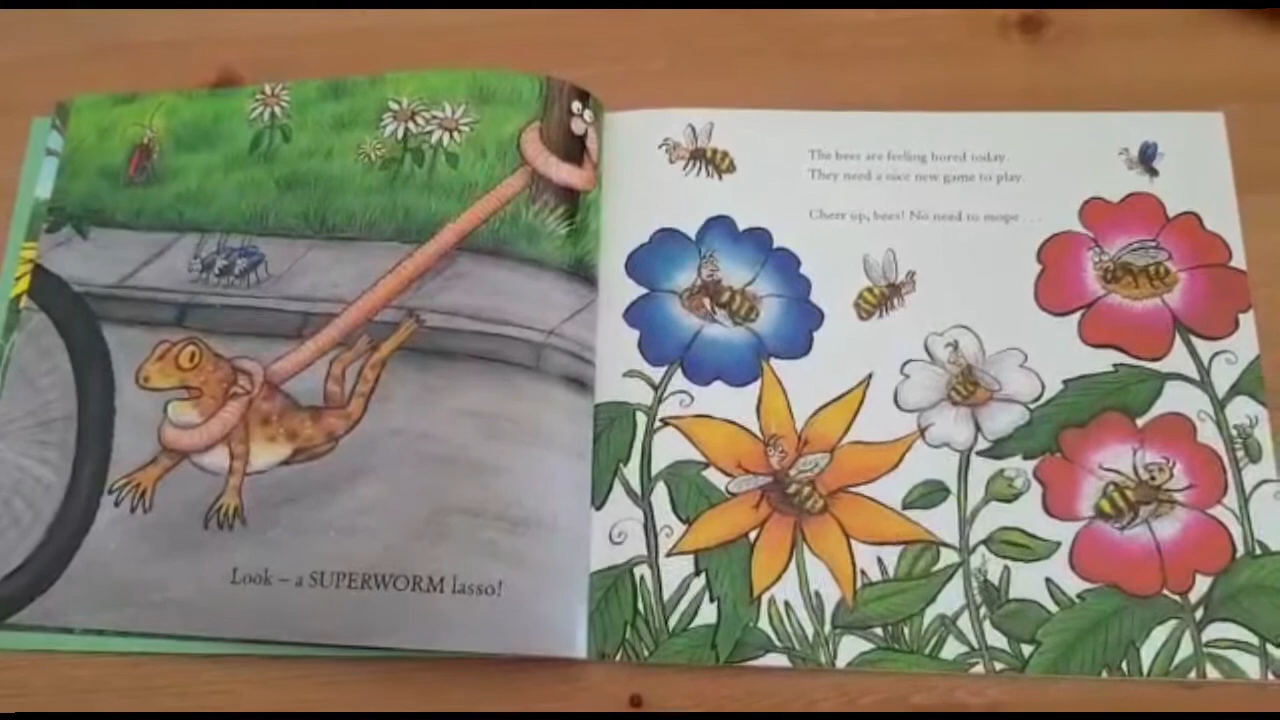 Look – a SUPERWORM lasso!
The bees are feeling bored today.
They need a nice new game to play.
Cheer up, bees! No need to mope . . .